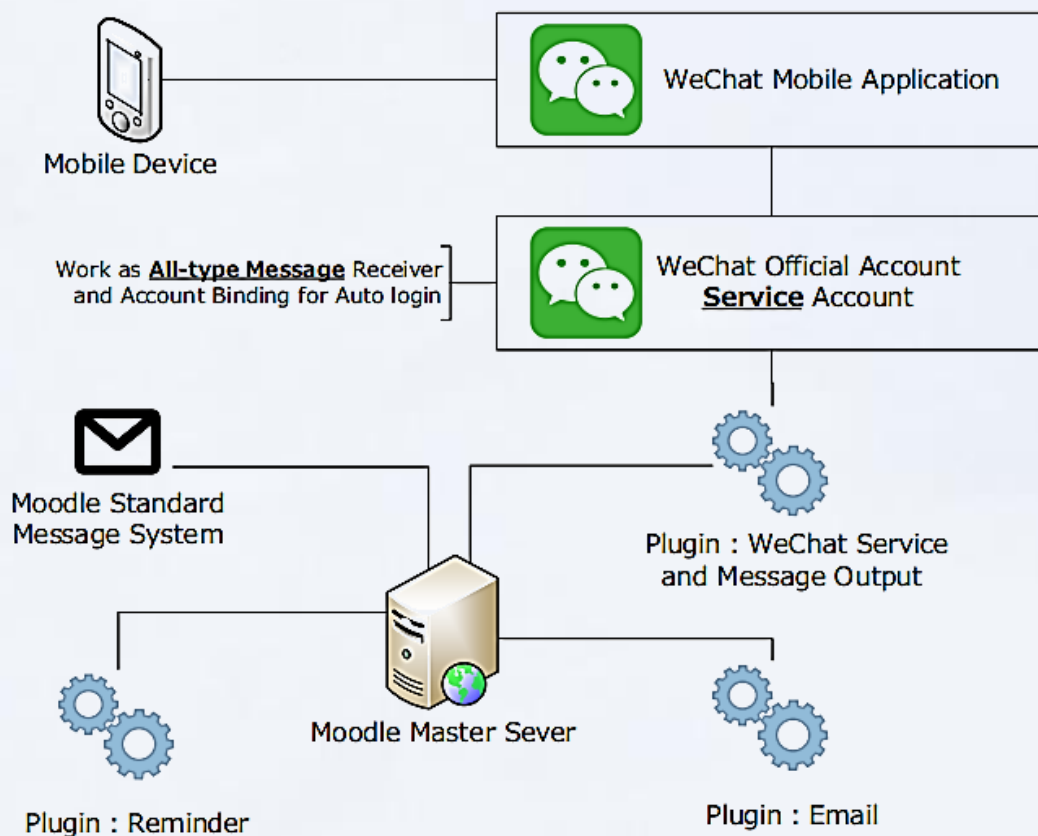 WeChat Mobile Application
Mobile Device
Work as All-type Message Receiver
and Account Binding for Auto login
WeChat Official Account
Service Account
Moodle Standard
Message System
Plugin : WeChat Service
and Message Output
Moodle Master Sever
Plugin : Reminder
Plugin : Email